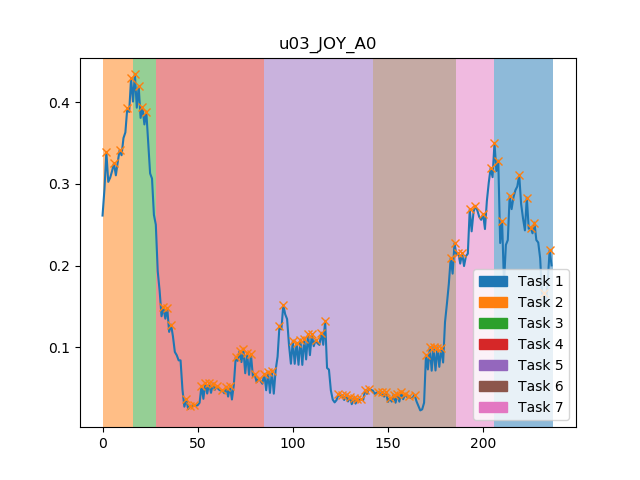 u03_JOY_A0
0.4
0.3
0.2
0.1
0 50 100 150 200
Task 1
Task 2
Task 3
Task 4
Task 5
Task 6
Task 7